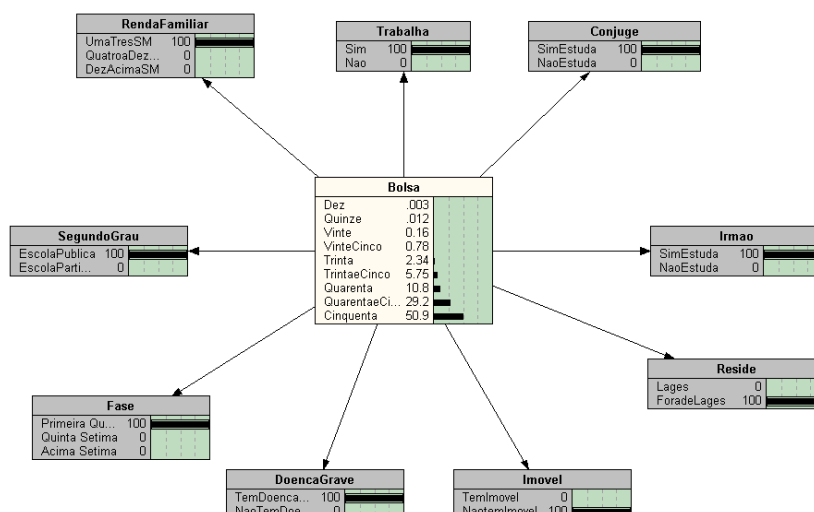 RendaFamiliar
UmaTresSM 100
QuatroaDez... 0
DezAcimaSM 0
Trabalha
Sim 100
Nao 0
Conjuge
SimEstuda 100
NaoEstuda 0
Bolsa
Dez .003
Quinze .012
Vinte 0.16
VinteCinco 0.78
Trinta 2.34
TrintaeCinco 5.75
Quarenta 10.8
QuarentaeCi... 29.2
Cinquenta 50.9
SegundoGrau
EscolaPublica 100
EscolaParti... 0
Irmao
SimEstuda 100
NaoEstuda 0
Reside
Lages 0
ForadeLages 100
Fase
Primeira Qu... 100
Quinta Setima 0
Acima Setima 0
DoencaGrave
TemDoenca... 100
NaoTemDoe... 0
Imovel
TemImovel 0
NaotemImovel 100